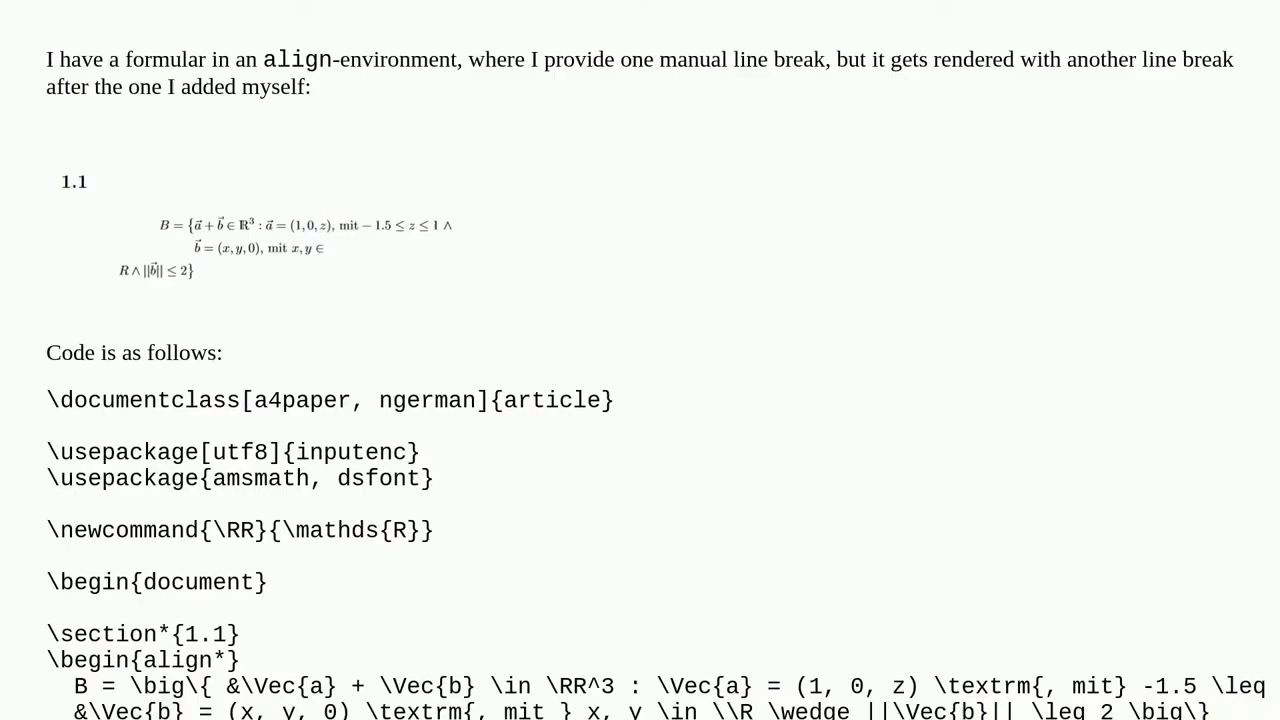 I have a formular in an align-environment, where I provide one manual line break, but it gets rendered with another line break
after the one I added myself:
1.1
B = {a⃗ + b⃗ ∈ ℝ³ : a⃗ = (1, 0, z), mit − 1.5 ≤ z ≤ 1 ∧
b⃗ = (x, y, 0), mit x, y ∈
R ∧ ||b⃗|| ≤ 2}
Code is as follows:
\documentclass[a4paper, ngerman]{article}
\usepackage[utf8]{inputenc}
\usepackage{amsmath, dsfont}
\newcommand{\RR}{\mathds{R}}
\begin{document}
\section*{1.1}
\begin{align*}
B = \big\{ &\Vec{a} + \Vec{b} \in \RR^3 : \Vec{a} = (1, 0, z) \textrm{, mit} -1.5 \leq
&\Vec{b} = (x, y, 0) \textrm{, mit } x, y \in \\R \wedge ||\Vec{b}|| \leq 2 \big\}